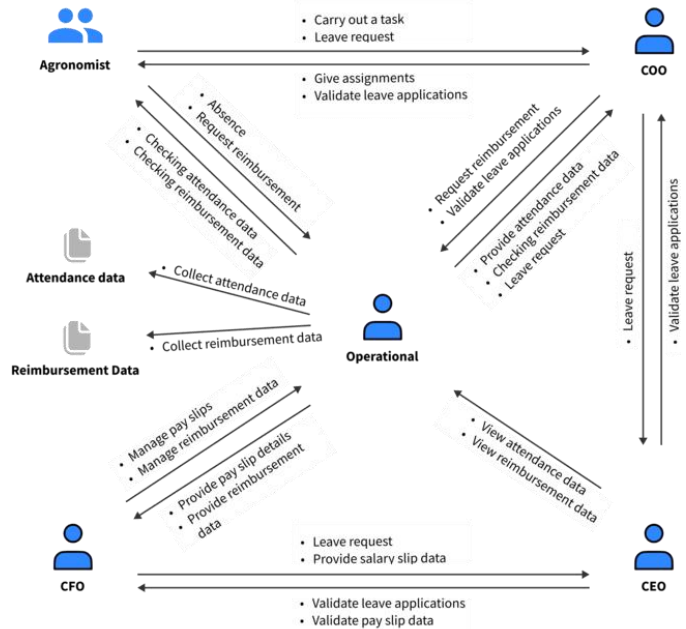 • Carry out a task
• Leave request
Agronomist
COO
• Give assignments
• Validate leave applications
• Absence
• Request reimbursement
• Checking attendance data
• Checking reimbursement data
• Request reimbursement
• Validate leave applications
• Provide attendance data
• Checking reimbursement data
• Leave request
• Leave request
• Validate leave applications
Attendance data
• Collect attendance data
Reimbursement Data
• Collect reimbursement data
Operational
• Manage pay slips
• Manage reimbursement data
• Provide pay slip details
• Provide reimbursement
data
• View attendance data
• View reimbursement data
CFO
• Leave request
• Provide salary slip data
CEO
• Validate leave applications
• Validate pay slip data